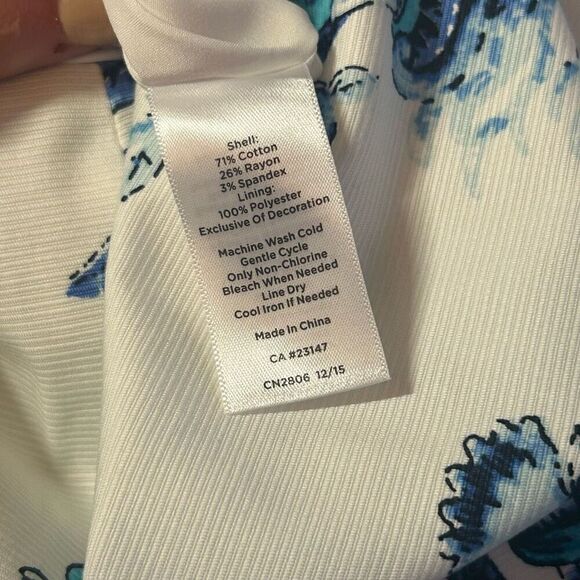 Shell:
71% Cotton
26% Rayon
3% Spandex
Lining:
100% Polyester
Exclusive Of Decoration
Machine Wash Cold
Gentle Cycle
Only Non-Chlorine
Bleach When Needed
Line Dry
Cool Iron If Needed
Made In China
CA #23147
CN2806 12/15